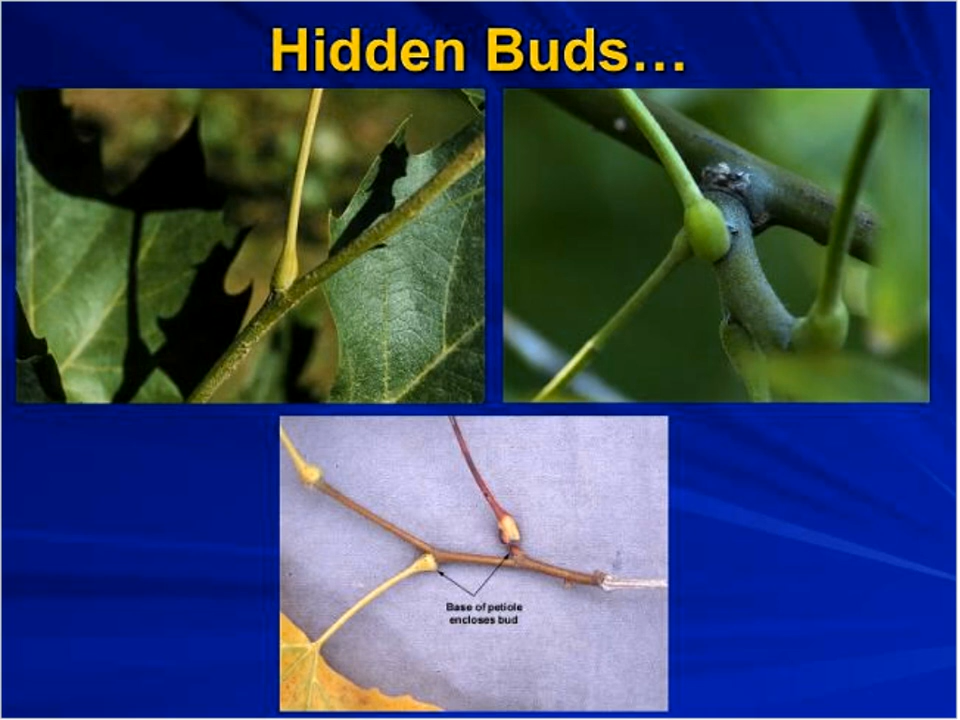 Hidden Buds…
Base of petiole
encloses bud